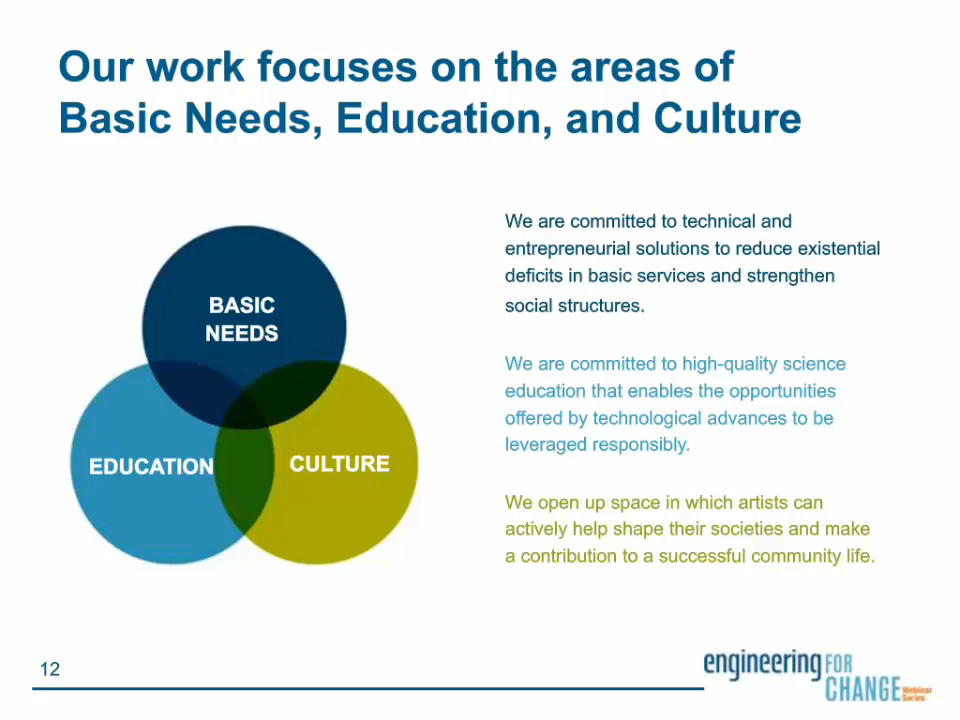 Our work focuses on the areas of
Basic Needs, Education, and Culture
BASIC
NEEDS
EDUCATION
CULTURE
We are committed to technical and
entrepreneurial solutions to reduce existential
deficits in basic services and strengthen
social structures.
We are committed to high-quality science
education that enables the opportunities
offered by technological advances to be
leveraged responsibly.
We open up space in which artists can
actively help shape their societies and make
a contribution to a successful community life.
12
engineering FOR
CHANGE Webinar
Series